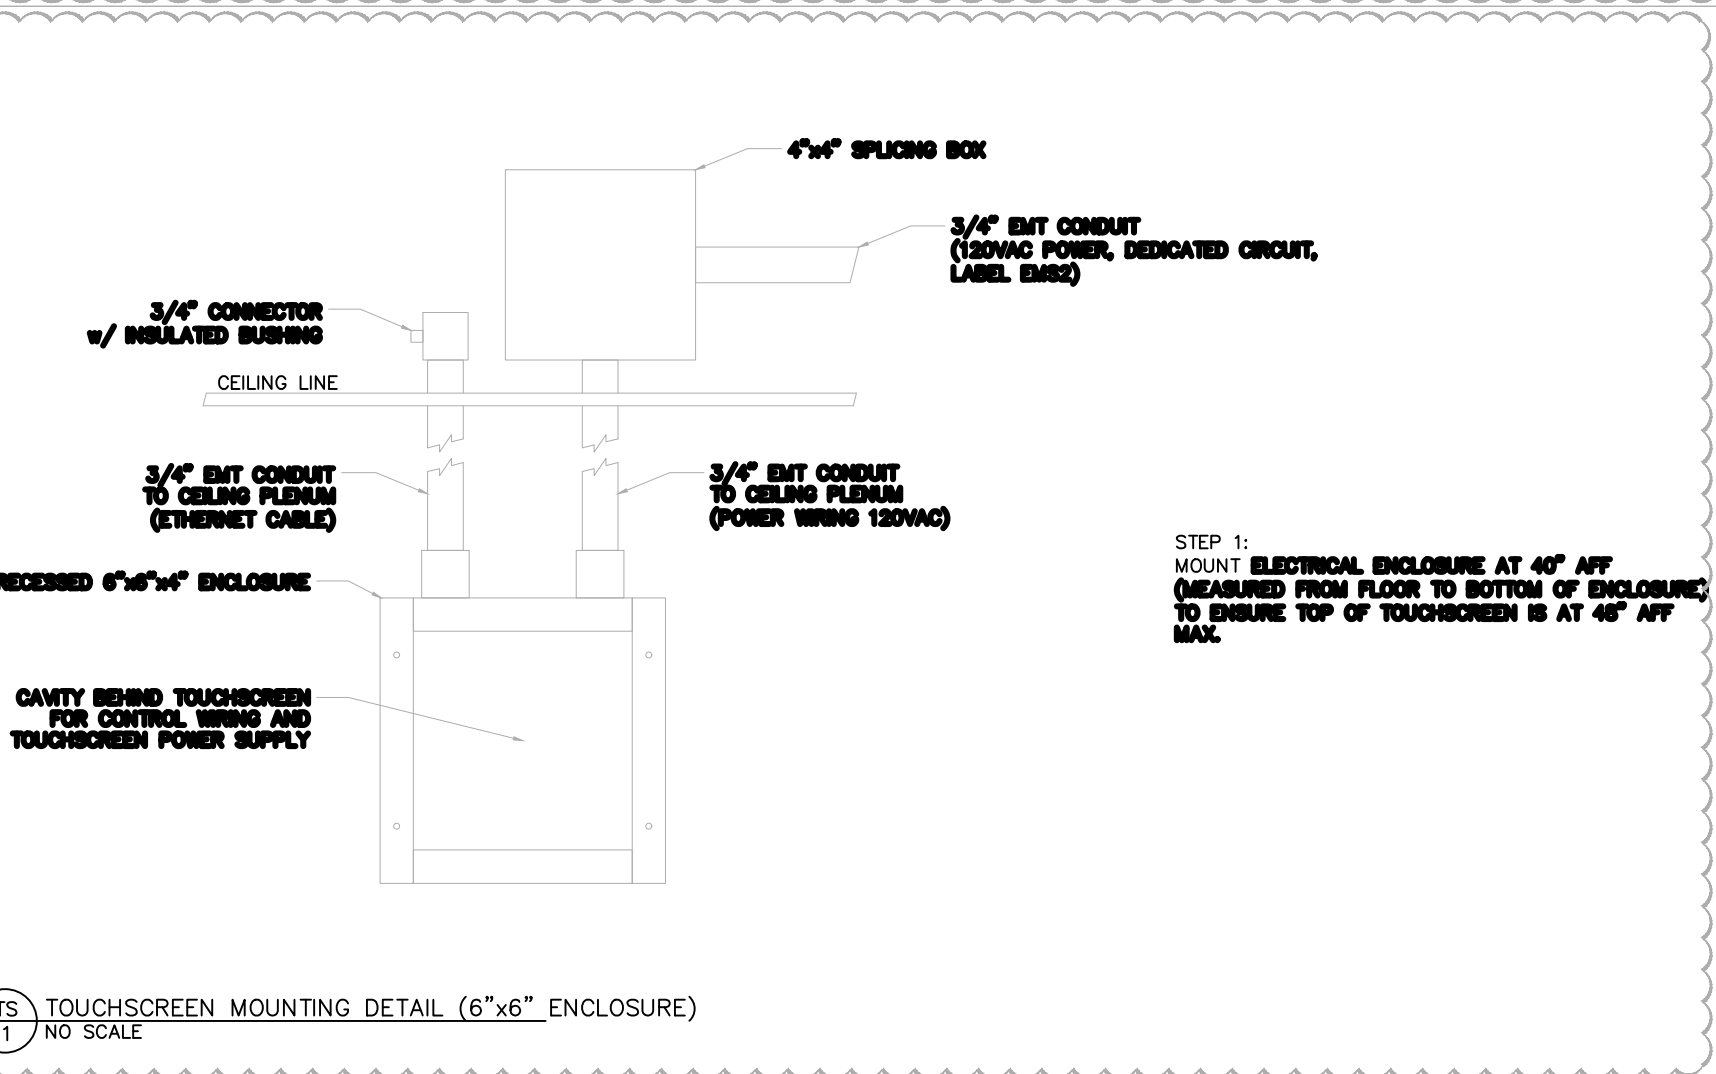 4"x4" SPLICING BOX
3/4" EMT CONDUIT
(120VAC POWER, DEDICATED CIRCUIT,
LABEL EMS2)
3/4" CONNECTOR
w/ INSULATED BUSHING
CEILING LINE
3/4" EMT CONDUIT
TO CEILING PLENUM
(ETHERNET CABLE)
3/4" EMT CONDUIT
TO CEILING PLENUM
(POWER WIRING 120VAC)
STEP 1:
MOUNT ELECTRICAL ENCLOSURE AT 40" AFF
(MEASURED FROM FLOOR TO BOTTOM OF ENCLOSURE)
TO ENSURE TOP OF TOUCHSCREEN IS AT 48" AFF
MAX.
RECESSED 6"x6"x4" ENCLOSURE
CAVITY BEHIND TOUCHSCREEN
FOR CONTROL WIRING AND
TOUCHSCREEN POWER SUPPLY
TS
1
TOUCHSCREEN MOUNTING DETAIL (6"x6" ENCLOSURE)
NO SCALE